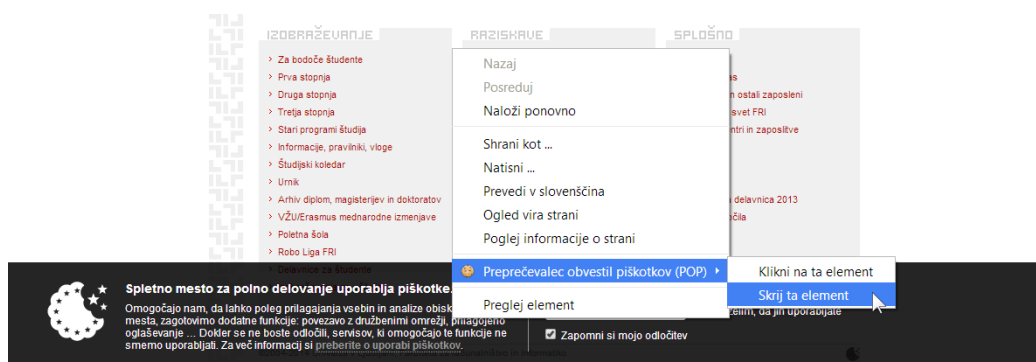 IZOBRAŽEVANJE
RAZISKAVE
SPLOŠNO
> Za bodoče študente
> Prva stopnja
> Druga stopnja
> Tretja stopnja
> Stari programi študija
> Informacije, pravilniki, vloge
> Študijski koledar
> Urnik
> Arhiv diplom, magisterijev in doktoratov
> VŽU/Erasmus mednarodne izmenjave
> Poletna šola
> Robo Liga FRI
> Delavnice za študente
as
n ostali zaposleni
svet FRI
ntri in zaposlitve
delavnica 2013
očila
Nazaj
Posreduj
Naloži ponovno
Shrani kot ...
Natisni ...
Prevedi v slovenščina
Ogled vira strani
Poglej informacije o strani
Preprečevalec obvestil piškotkov (POP)
Preglej element
Klikni na ta element
Skrij ta element
Spletno mesto za polno delovanje uporablja piškotke.
Omogočajo nam, da lahko poleg prilagajanja vsebin in analize obisk
mesta, zagotovimo dodatne funkcije: povezavo z družbenimi omrežji, prilagojeno
oglaševanje ... Dokler se ne boste odločili, servisov, ki omogočajo te funkcije ne
smemo uporabljati. Za več informacij si preberite o uporabi piškotkov.
želim, da jih uporabljate
Zapomni si mojo odločitev